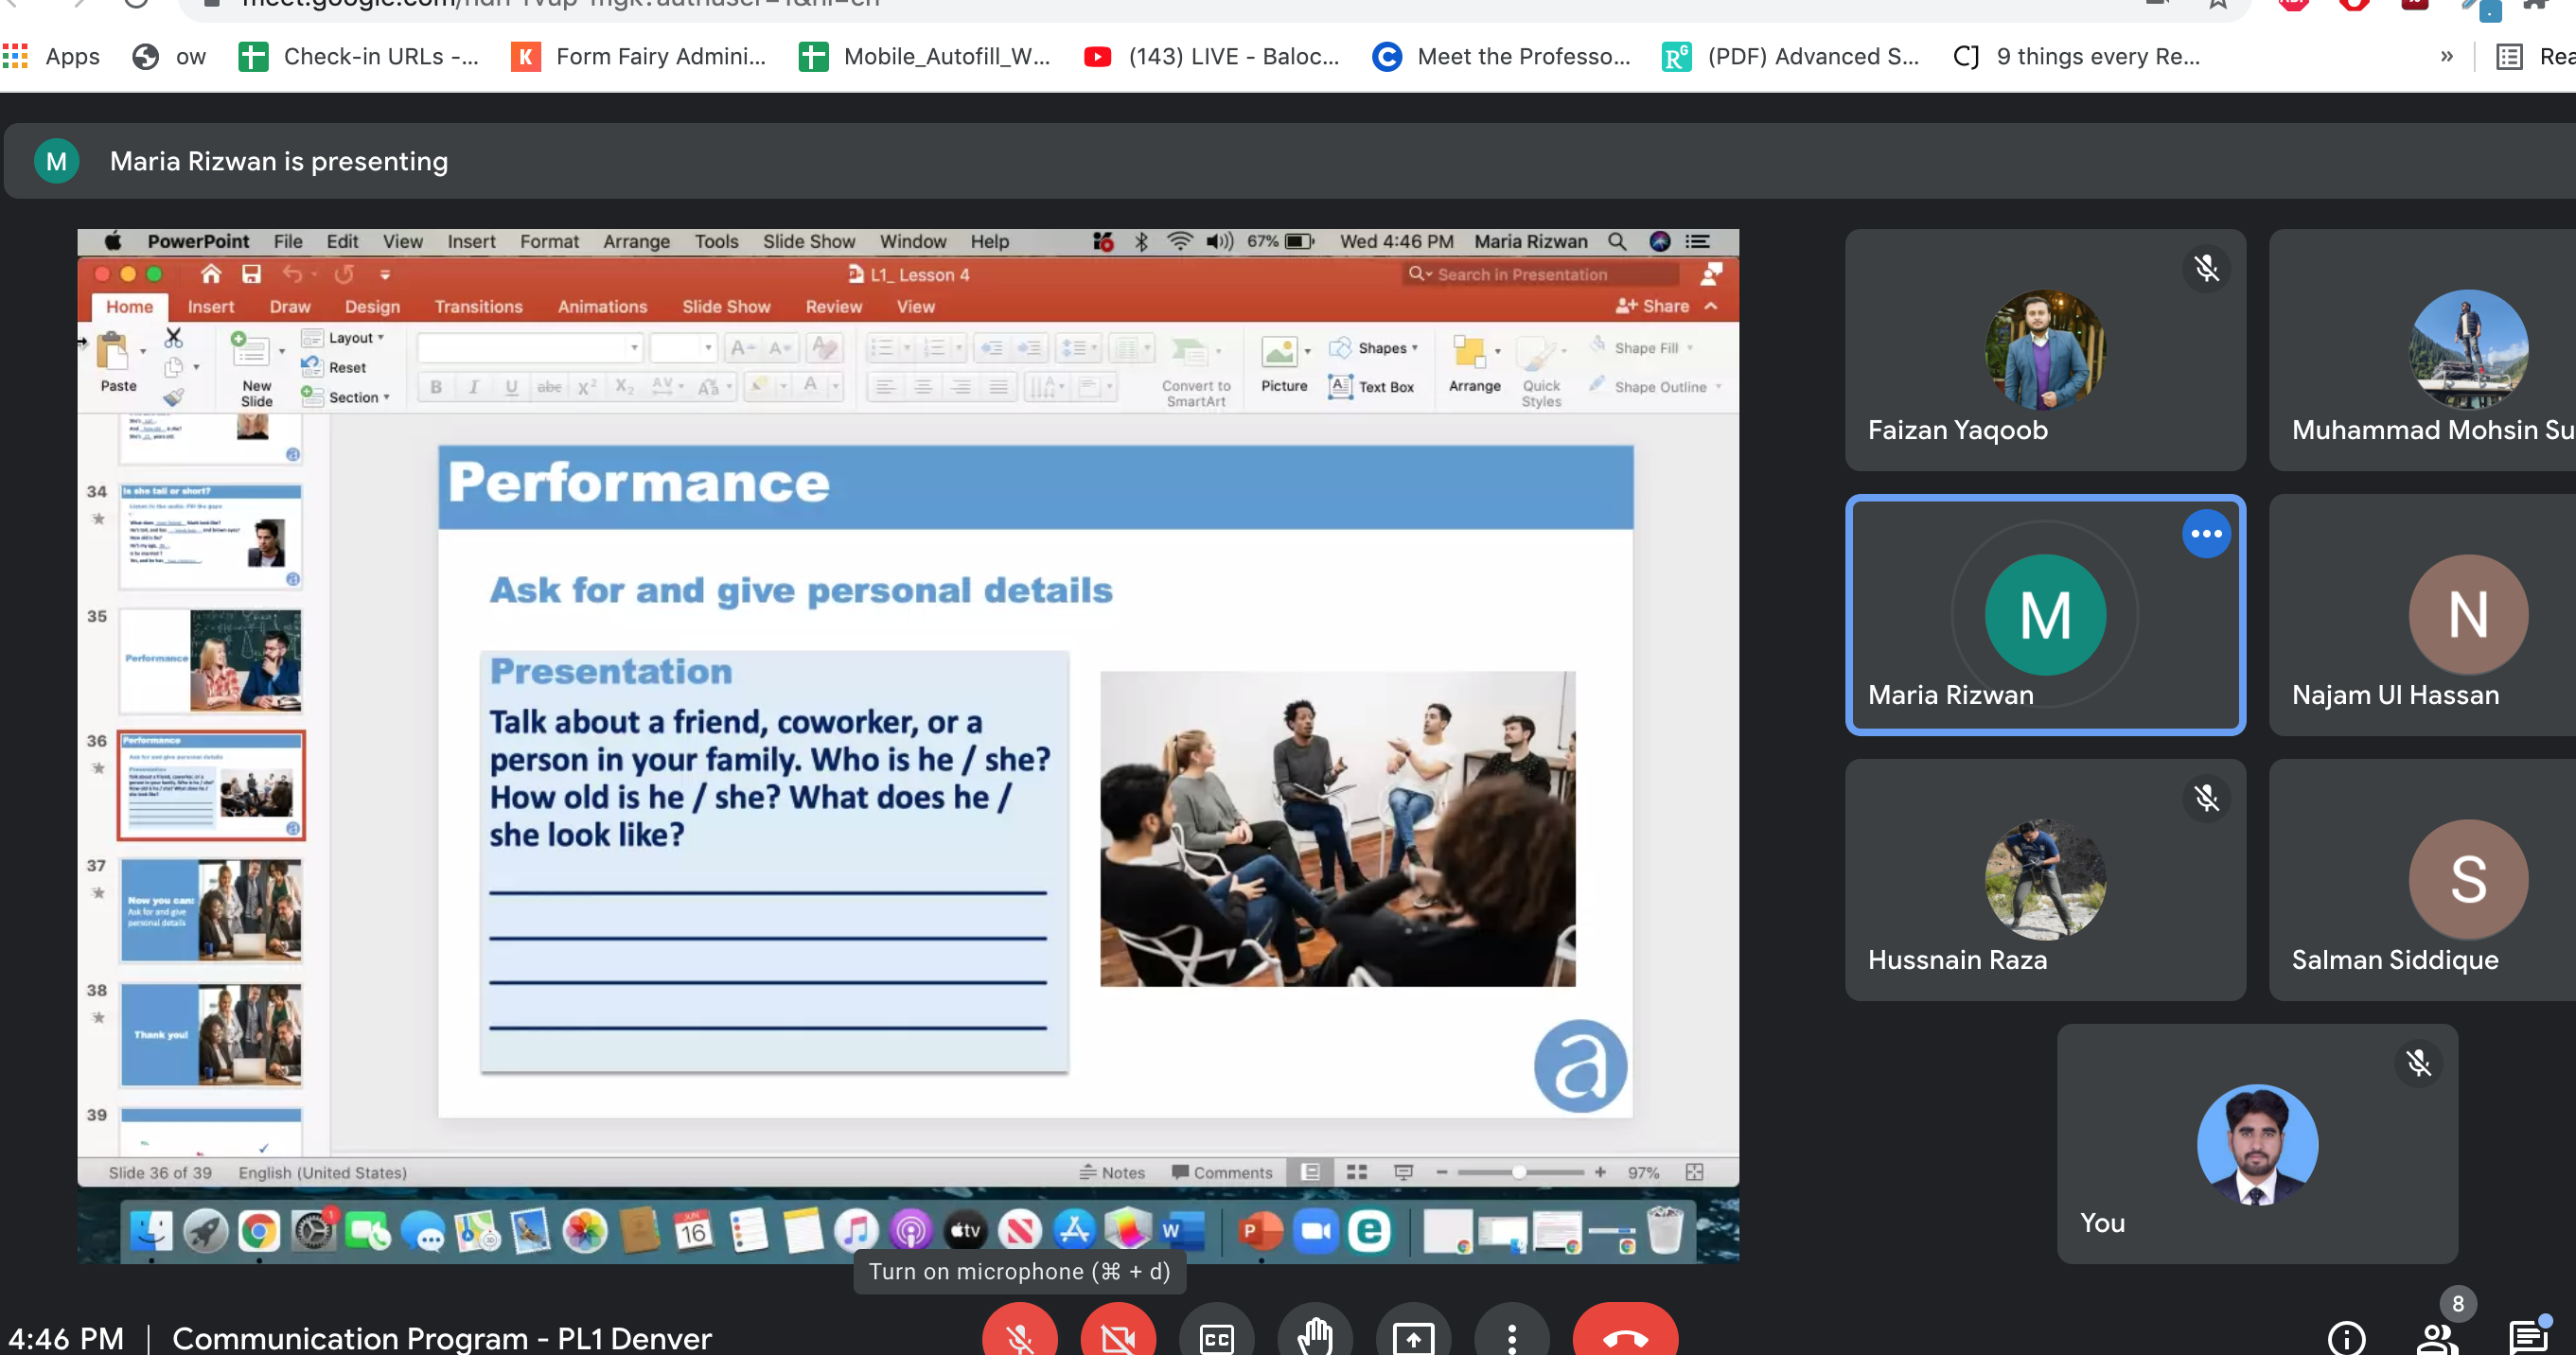 Apps
ow
Check-in URLs -...
Form Fairy Admini...
Mobile_Autofill_W...
(143) LIVE - Baloc...
Meet the Professo...
(PDF) Advanced S...
9 things every Re...
»
M
Maria Rizwan is presenting
PowerPoint File Edit View Insert Format Arrange Tools Slide Show Window Help
67% Wed 4:46 PM Maria Rizwan
L1_ Lesson 4
Search in Presentation
Home Insert Draw Design Transitions Animations Slide Show Review View
Share
Paste
New
Slide
Layout
Reset
Section
Convert to
SmartArt
Picture
Shapes
Text Box
Arrange
Quick
Styles
Shape Fill
Shape Outline
34
Is she tall or short?
35
Performance
36
Performance
37
Now you can:
Ask for and give
personal details
38
Thank you!
39
Performance
Ask for and give personal details
Presentation
Talk about a friend, coworker, or a
person in your family. Who is he / she?
How old is he / she? What does he /
she look like?
a
Slide 36 of 39 English (United States)
Notes Comments 97%
JUN
16
tv
W
P
e
Turn on microphone (⌘ + d)
Faizan Yaqoob
Muhammad Mohsin Su
M
Maria Rizwan
N
Najam Ul Hassan
Hussnain Raza
S
Salman Siddique
You
4:46 PM | Communication Program - PL1 Denver
CC
8